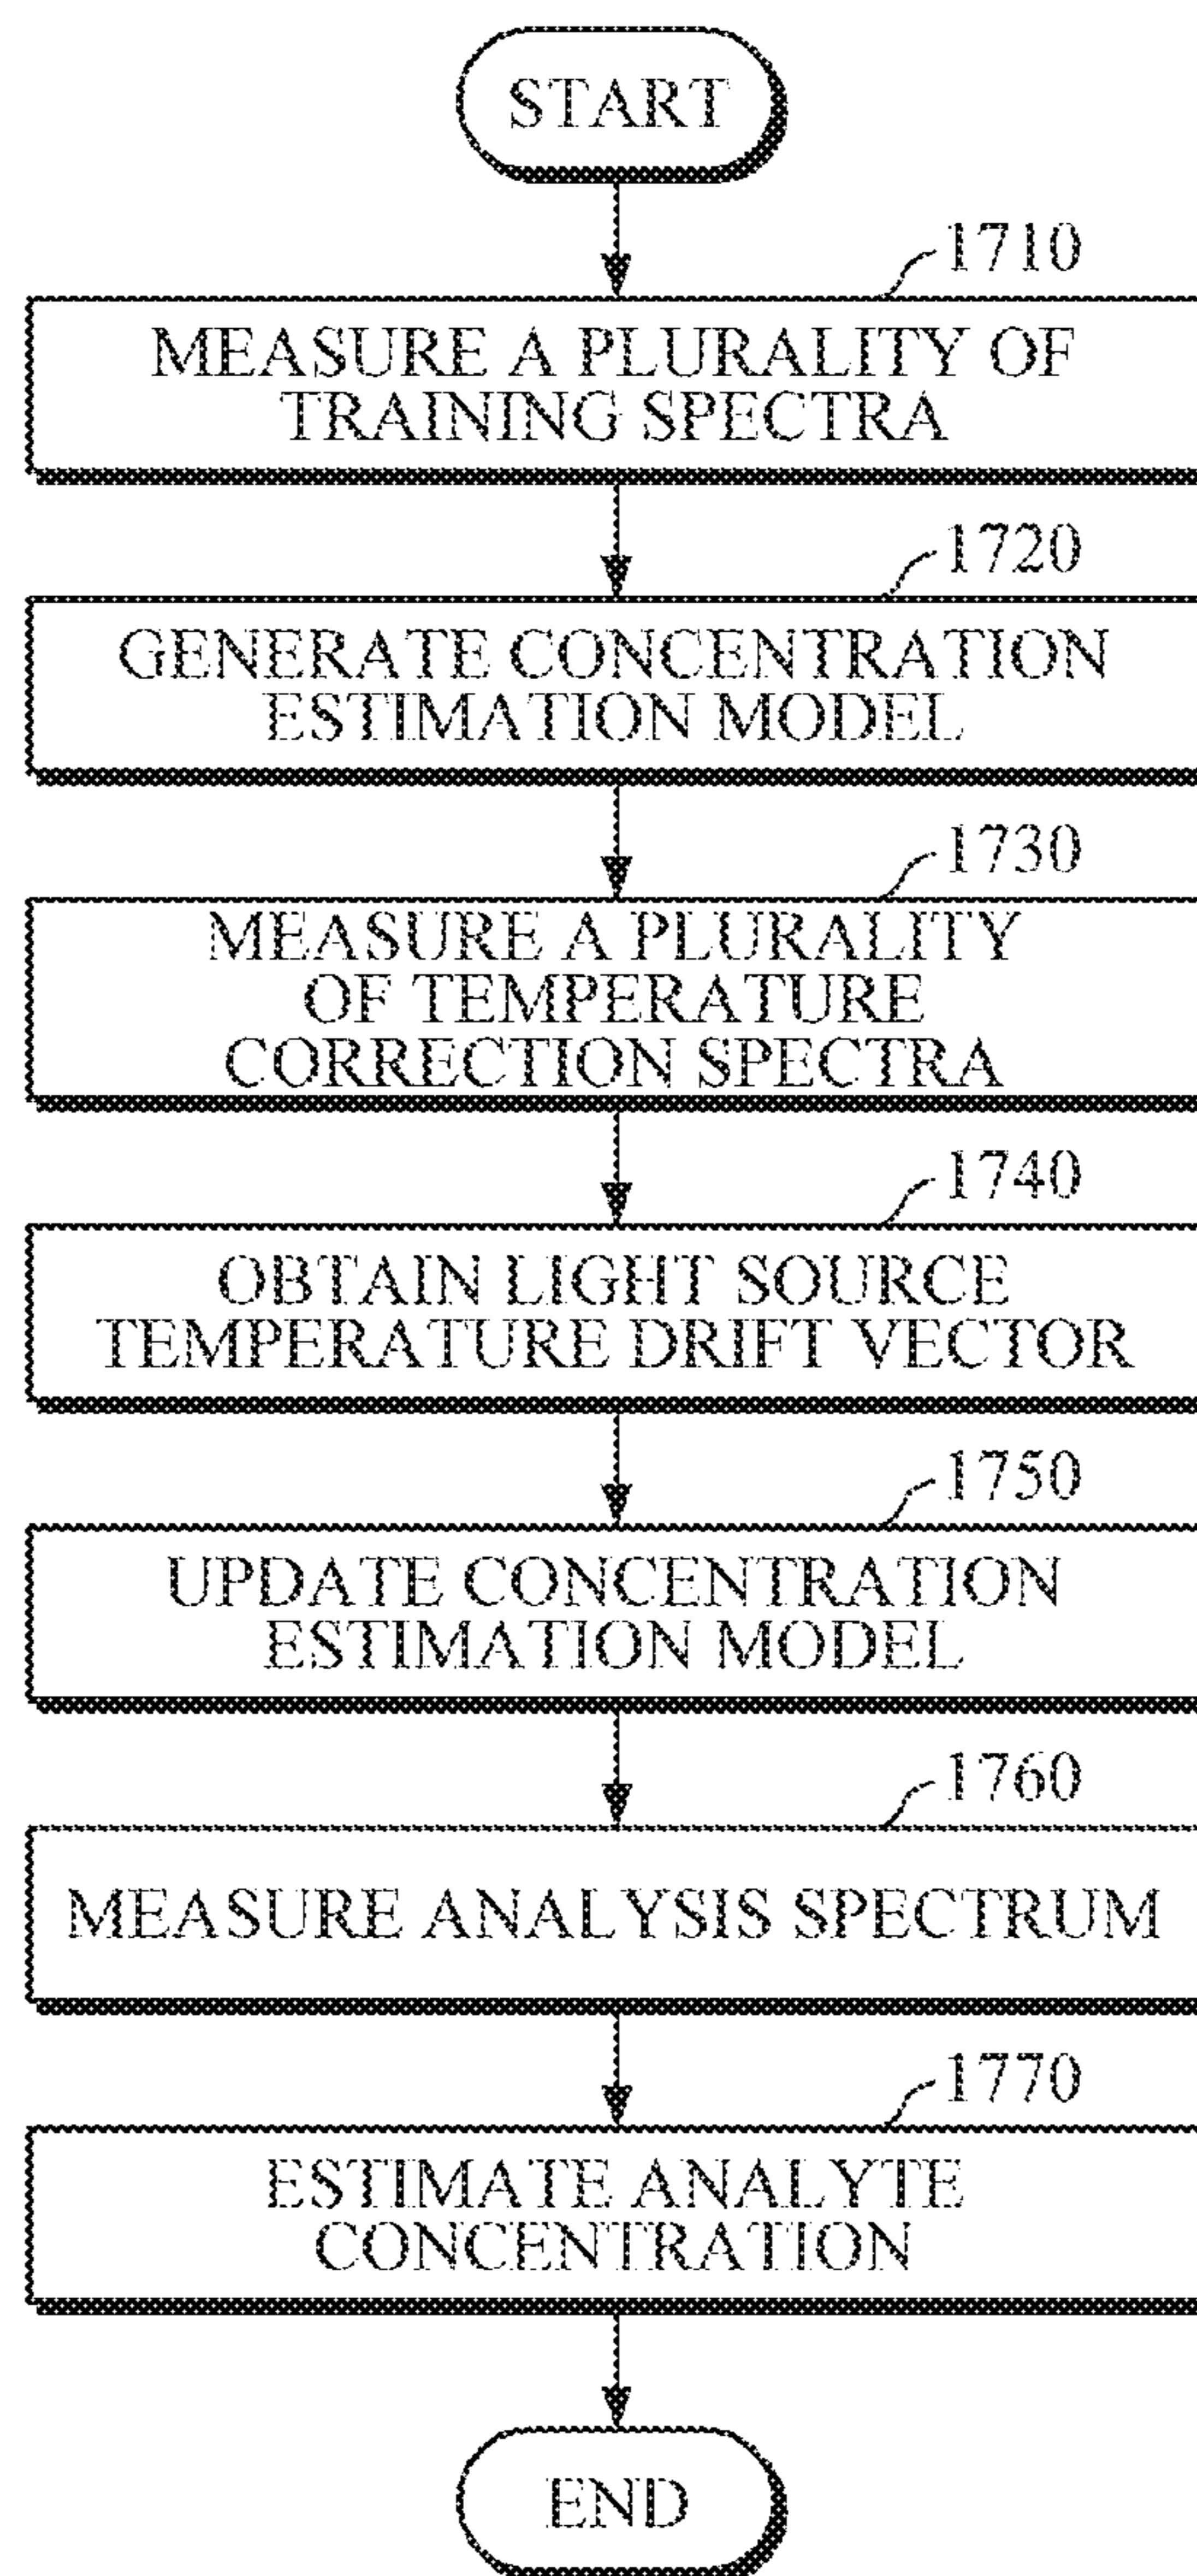 START
1710
MEASURE A PLURALITY OF
TRAINING SPECTRA
1720
GENERATE CONCENTRATION
ESTIMATION MODEL
1730
MEASURE A PLURALITY
OF TEMPERATURE
CORRECTION SPECTRA
1740
OBTAIN LIGHT SOURCE
TEMPERATURE DRIFT VECTOR
1750
UPDATE CONCENTRATION
ESTIMATION MODEL
1760
MEASURE ANALYSIS SPECTRUM
1770
ESTIMATE ANALYTE
CONCENTRATION
END